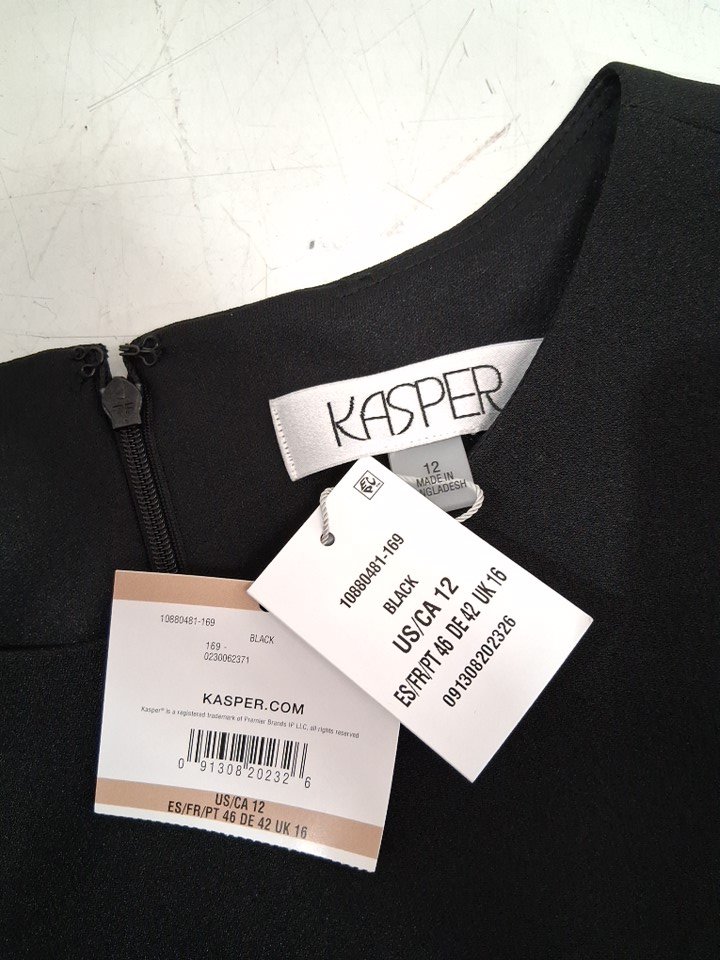 KASPER
12
MADE IN
NGLADESH
10880481-169
BLACK
US/CA 12
ES/FR/PT 46 DE 42 UK 16
091308202326
10880481-169
BLACK
169 -
0230062371
KASPER.COM
Kasper® is a registered trademark of Premier Brands IP LLC, all rights reserved
0 91308 20232 6
US/CA 12
ES/FR/PT 46 DE 42 UK 16